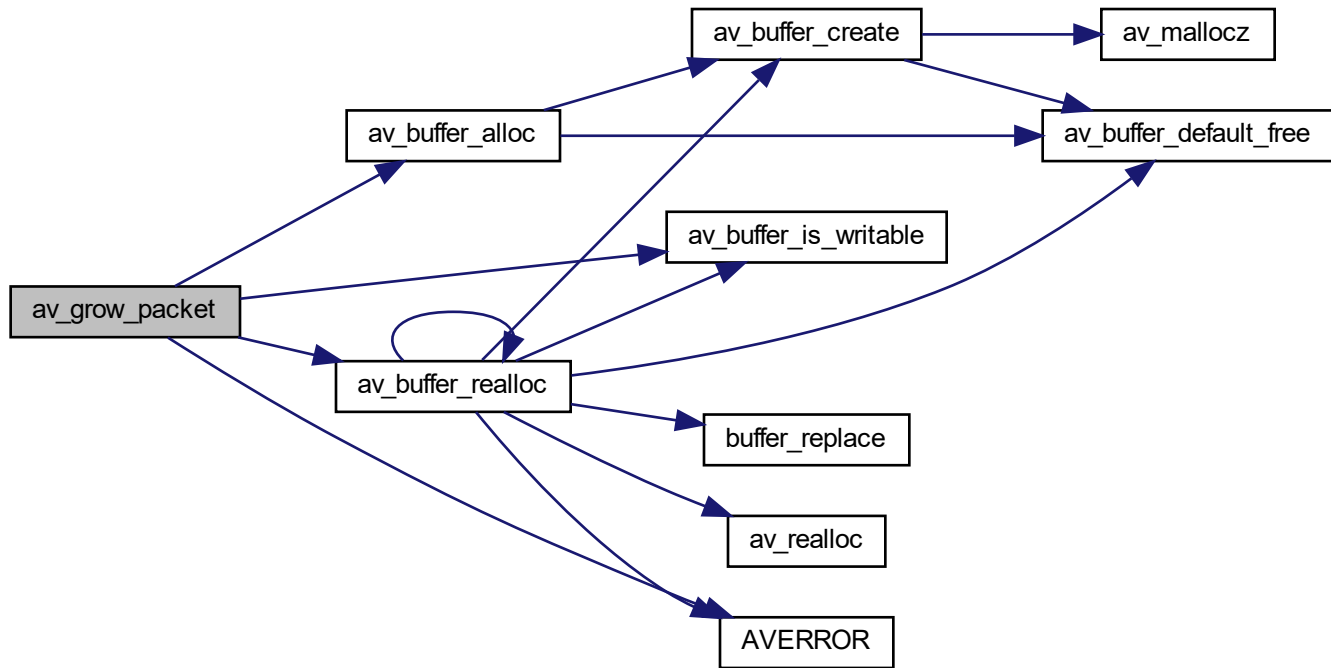 av_buffer_create
av_mallocz
av_buffer_alloc
av_buffer_default_free
av_buffer_is_writable
av_grow_packet
av_buffer_realloc
buffer_replace
av_realloc
AVERROR